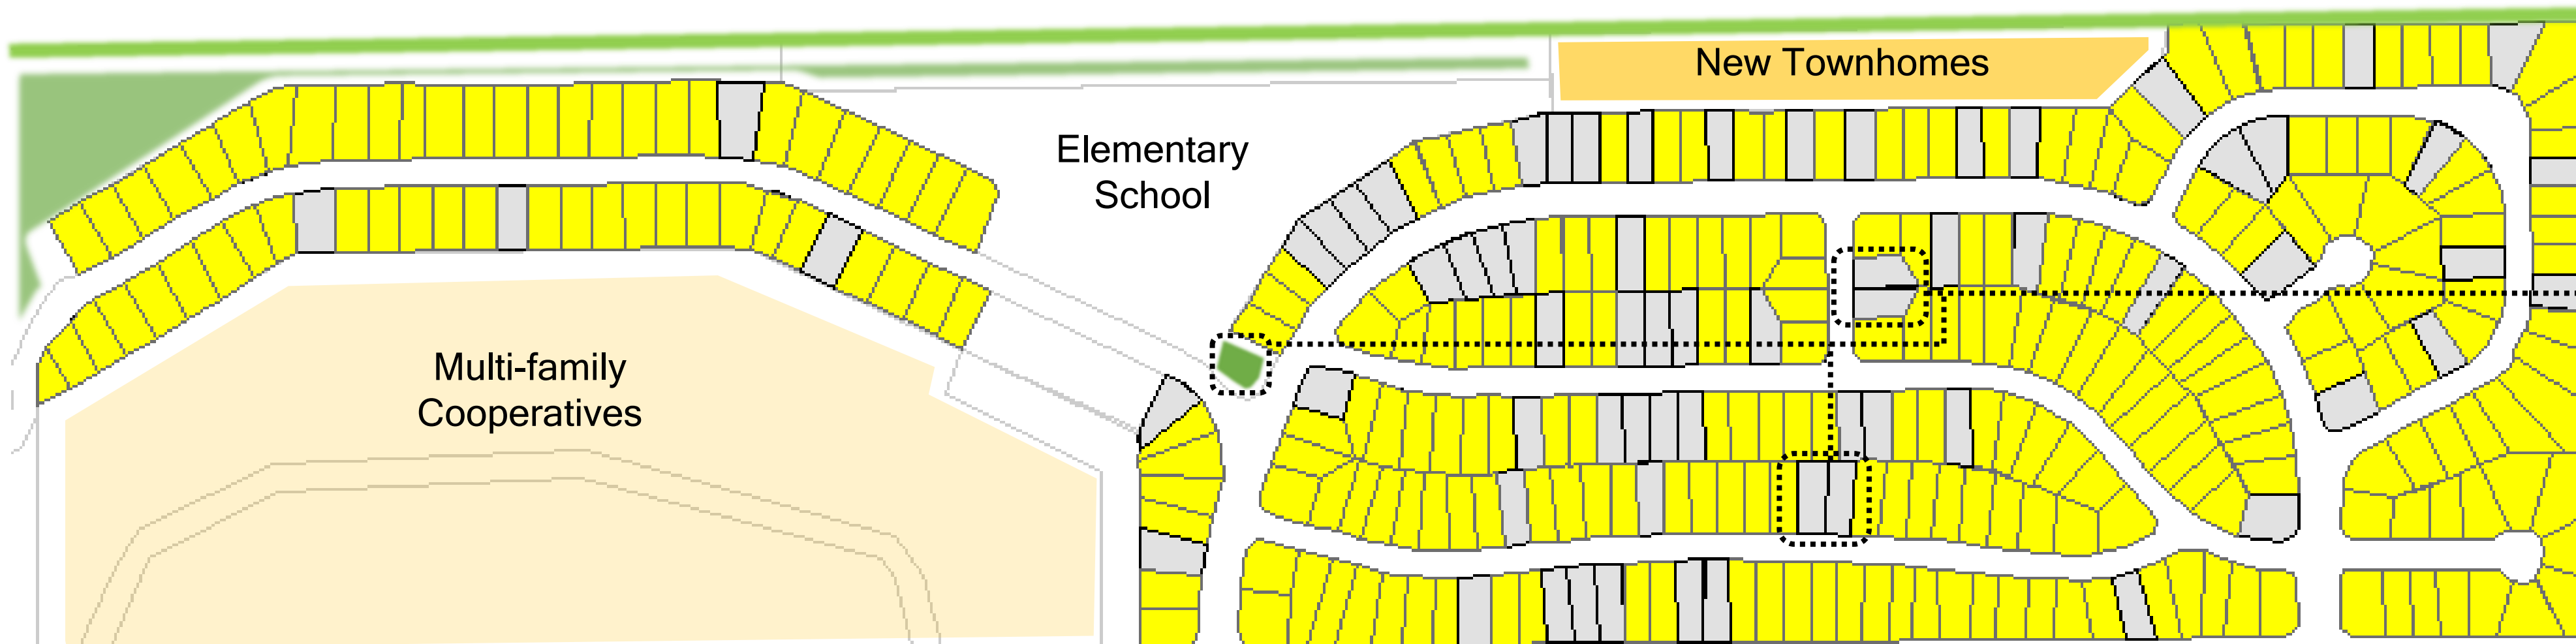 New Townhomes
Elementary
School
Multi-family
Cooperatives